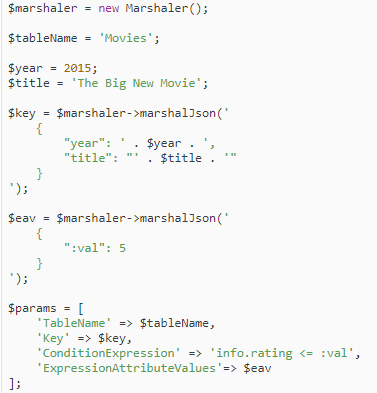 $marshaler = new Marshaler();
$tableName = 'Movies';
$year = 2015;
$title = 'The Big New Movie';
$key = $marshaler->marshalJson('
{
"year": ' . $year . ',
"title": "' . $title . '"
}
');
$eav = $marshaler->marshalJson('
{
":val": 5
}
');
$params = [
'TableName' => $tableName,
'Key' => $key,
'ConditionExpression' => 'info.rating <= :val',
'ExpressionAttributeValues'=> $eav
];